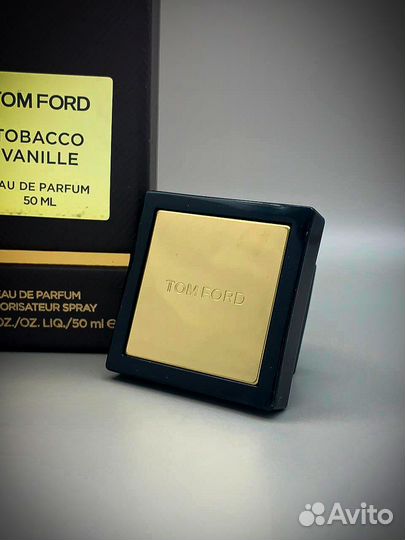 TOM FORD
TOBACCO
VANILLE
EAU DE PARFUM
50 ML
EAU DE PARFUM
VAPORISATEUR SPRAY
OZ./OZ. LIQ./50 ml e
TOM FORD
Avito